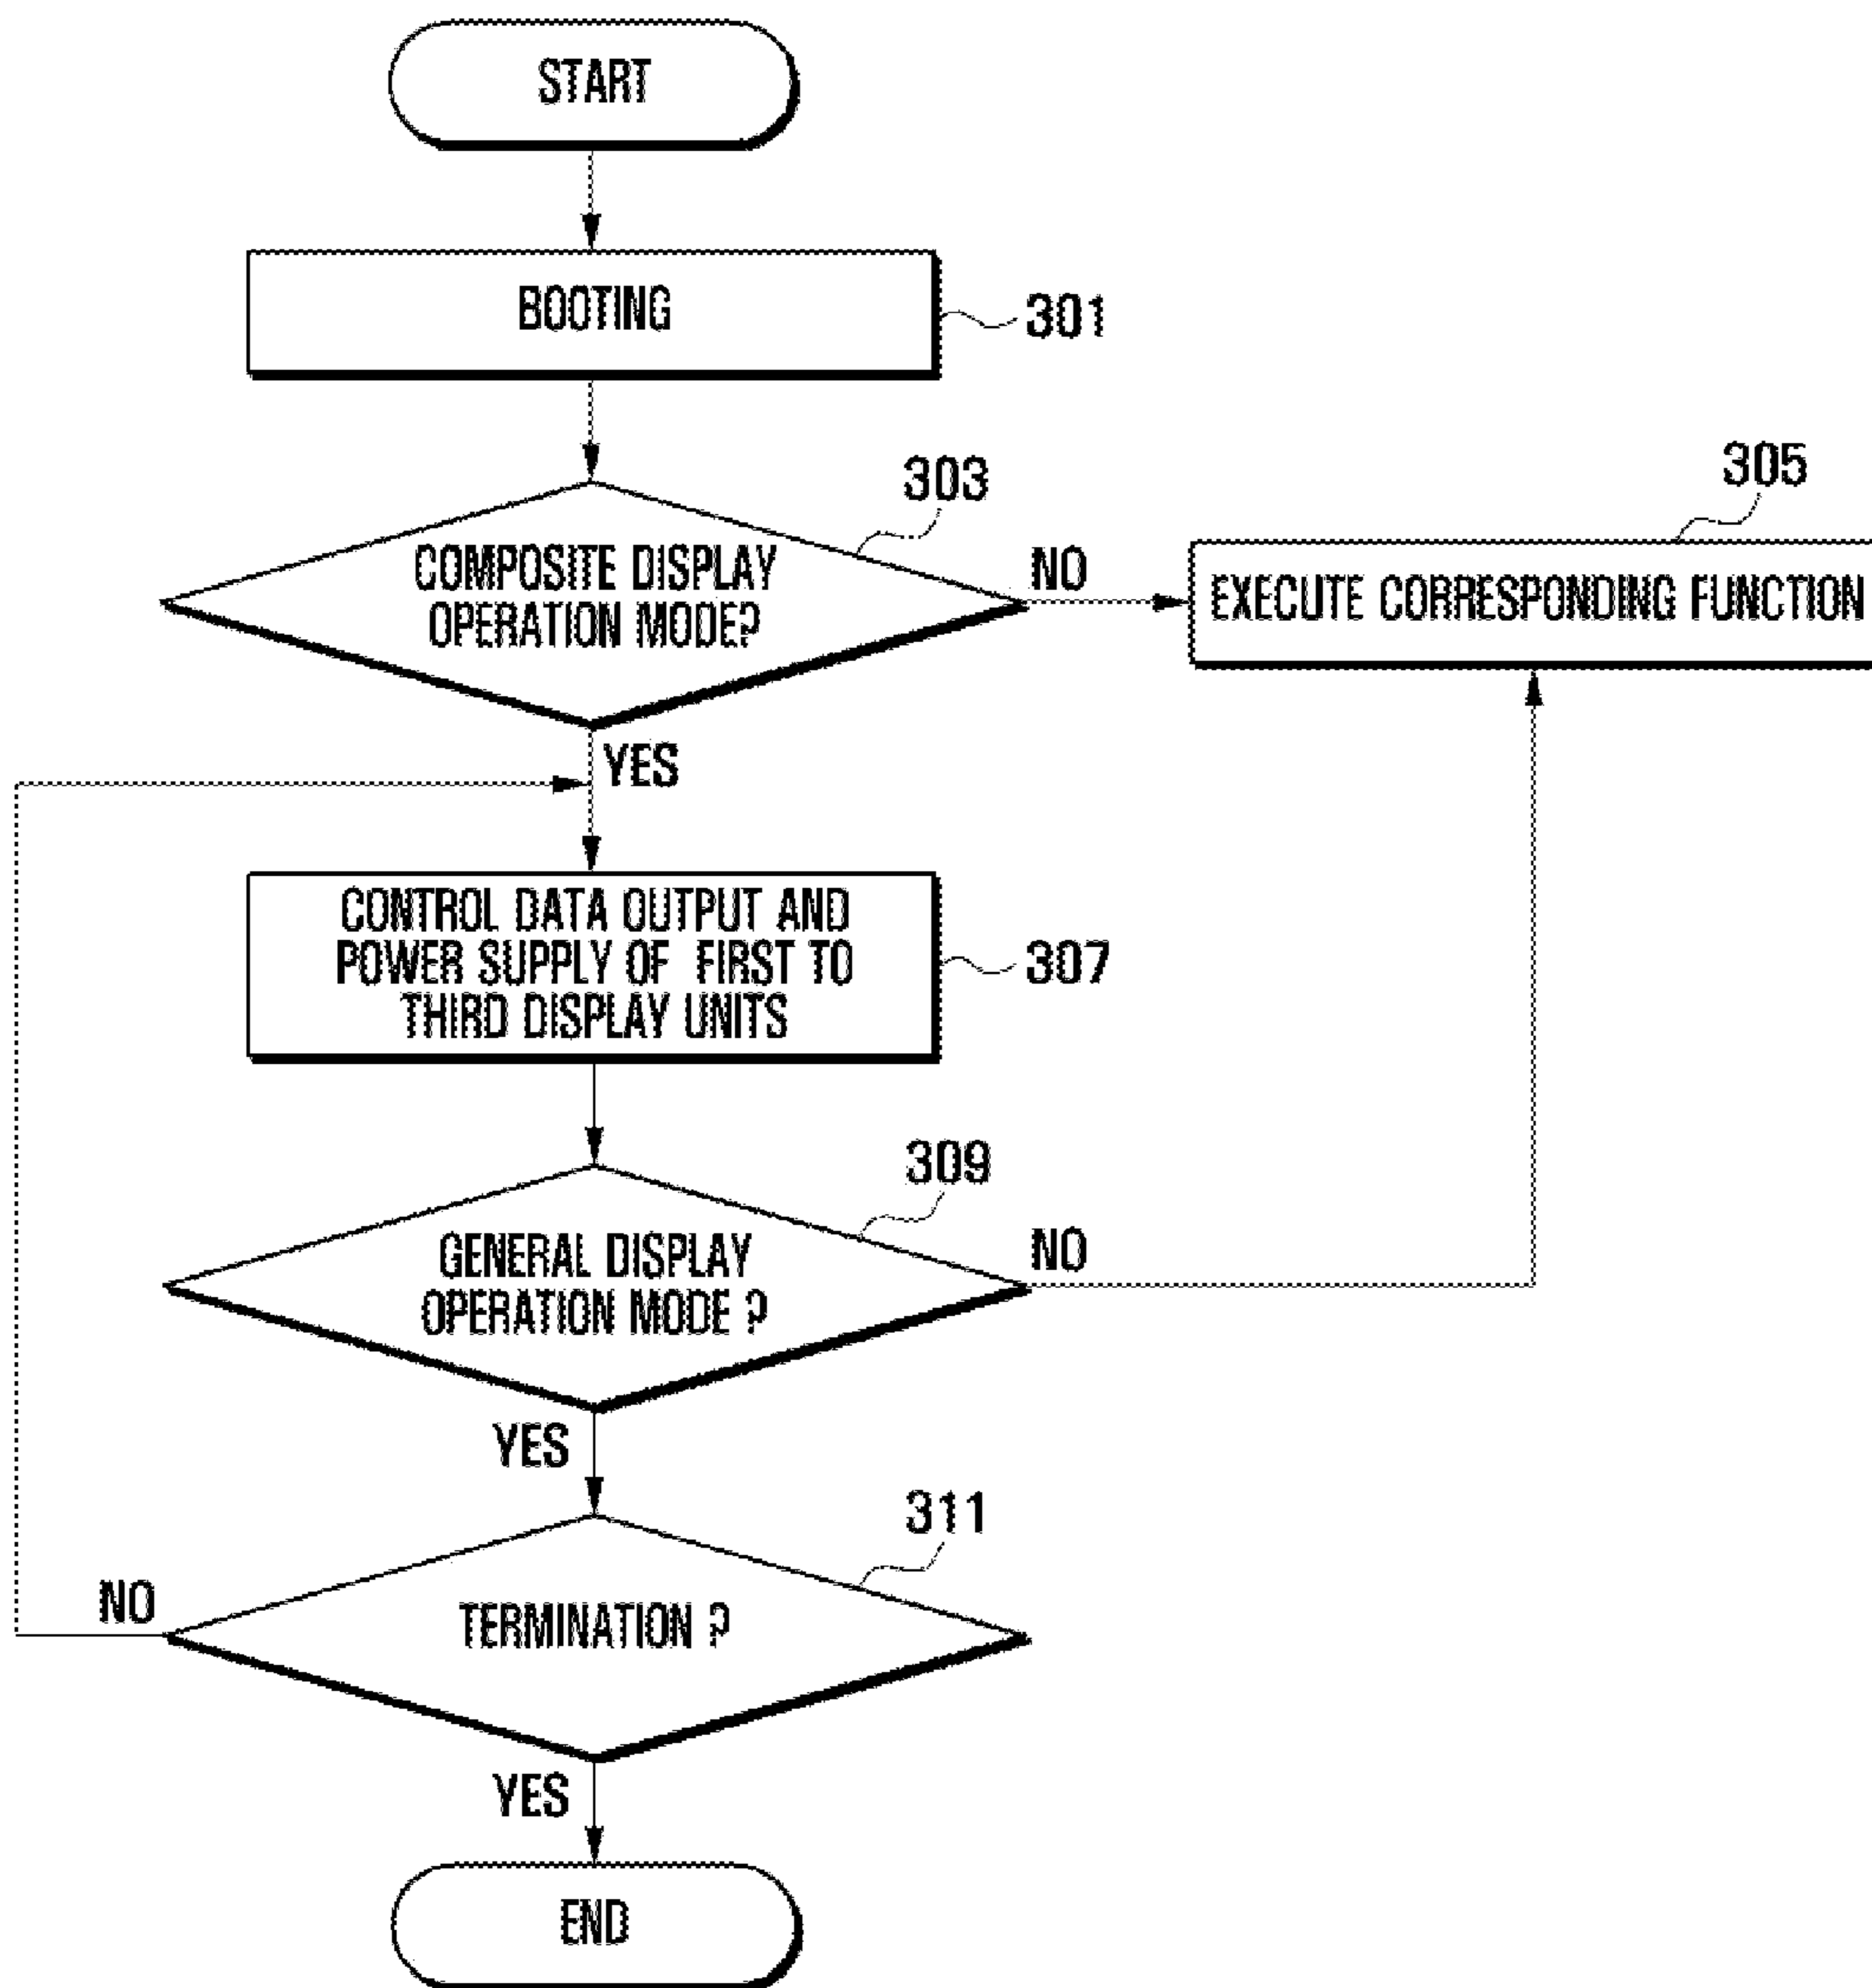 START
BOOTING
301
303
305
COMPOSITE DISPLAY
OPERATION MODE?
NO
EXECUTE CORRESPONDING FUNCTION
YES
CONTROL DATA OUTPUT AND
POWER SUPPLY OF FIRST TO
THIRD DISPLAY UNITS
307
309
GENERAL DISPLAY
OPERATION MODE ?
NO
YES
311
TERMINATION ?
NO
YES
END